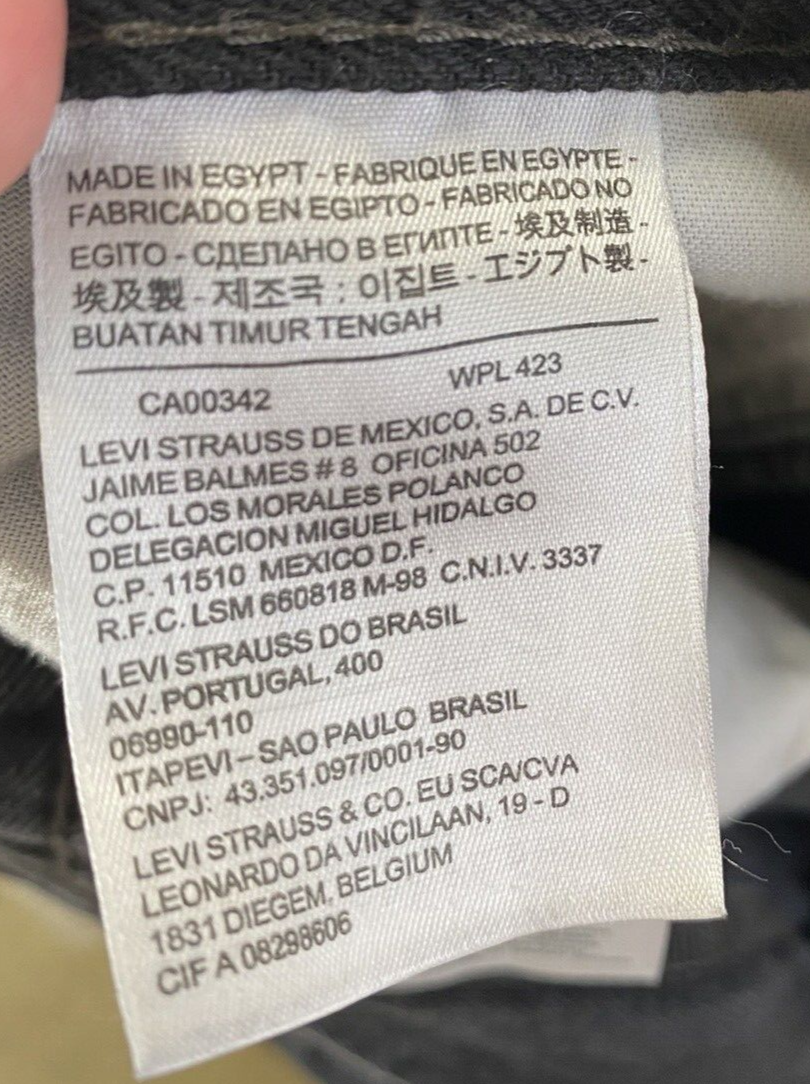 MADE IN EGYPT - FABRIQUE EN EGYPTE -
FABRICADO EN EGIPTO - FABRICADO NO
EGITO - СДЕЛАНО В ЕГИПТЕ - 埃及制造 -
埃及製 - 제조국 : 이집트 - エジプト製 -
BUATAN TIMUR TENGAH
CA00342 WPL 423
LEVI STRAUSS DE MEXICO, S.A. DE C.V.
JAIME BALMES # 8 OFICINA 502
COL. LOS MORALES POLANCO
DELEGACION MIGUEL HIDALGO
C.P. 11510 MEXICO D.F.
R.F.C. LSM 660818 M-98 C.N.I.V. 3337
LEVI STRAUSS DO BRASIL
AV. PORTUGAL, 400
06990-110
ITAPEVI – SAO PAULO BRASIL
CNPJ: 43.351.097/0001-90
LEVI STRAUSS & CO. EU SCA/CVA
LEONARDO DA VINCILAAN, 19 - D
1831 DIEGEM, BELGIUM
CIF A 08298606